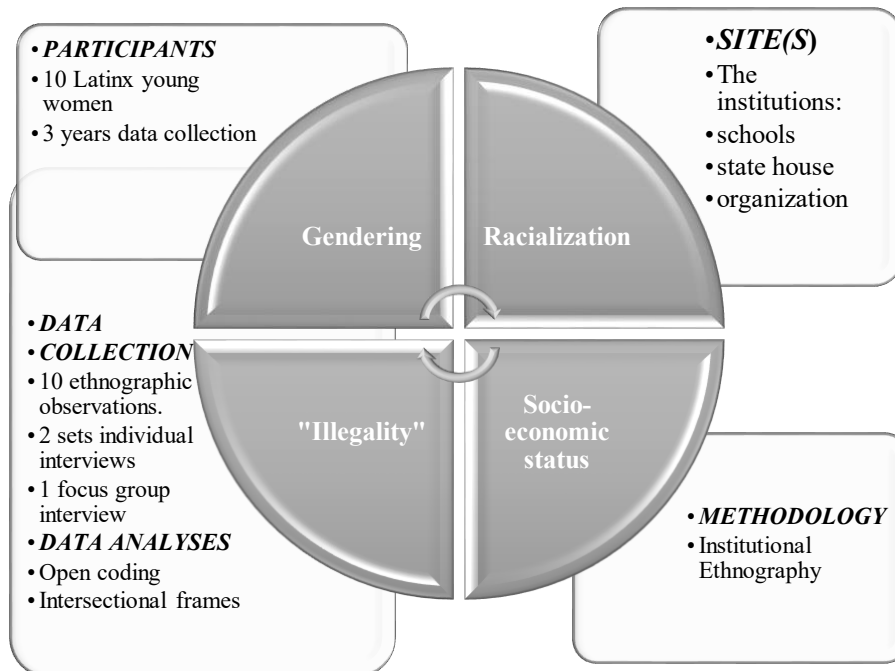 • PARTICIPANTS
• 10 Latinx young
women
• 3 years data collection
• SITE(S)
• The
institutions:
• schools
• state house
• organization
Gendering
Racialization
"Illegality"
Socio-
economic
status
• DATA
• COLLECTION
• 10 ethnographic
observations.
• 2 sets individual
interviews
• 1 focus group
interview
• DATA ANALYSES
• Open coding
• Intersectional frames
• METHODOLOGY
• Institutional
Ethnography